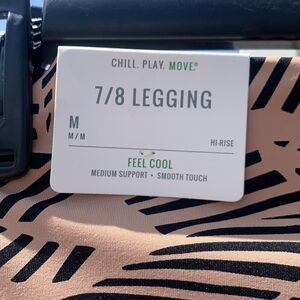 CHILL. PLAY. MOVE.®
7/8 LEGGING
M
M / M
HI-RISE
FEEL COOL
MEDIUM SUPPORT • SMOOTH TOUCH